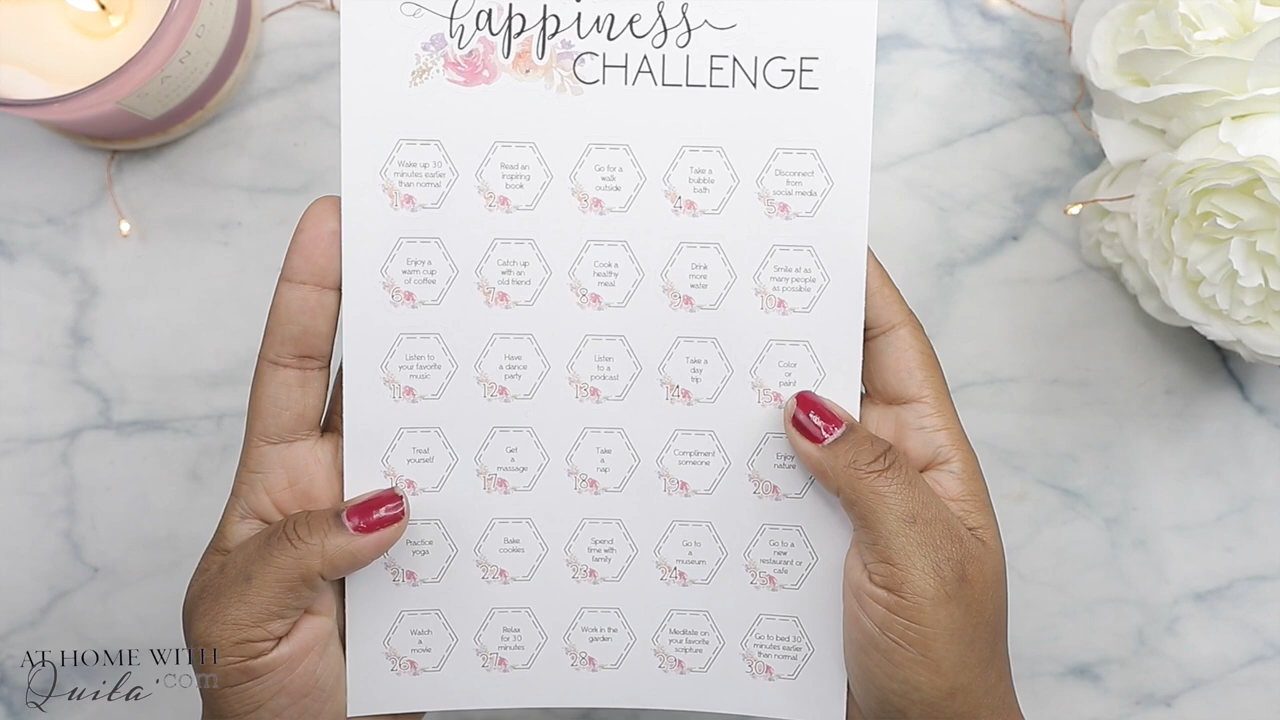 happiness
CHALLENGE
Wake up 30
minutes earlier
than normal
1
Read an
inspiring
book
2
Go for a
walk
outside
3
Take a
bubble
bath
4
Disconnect
from
social media
5
Enjoy a
warm cup
of coffee
6
Catch up
with an
old friend
7
Cook a
healthy
meal
8
Drink
more
water
9
Smile at as
many people
as possible
10
Listen to
your favorite
music
11
Have
a dance
party
12
Listen
to a
podcast
13
Take a
day
trip
14
Color
or
paint
15
Treat
yourself
16
Get
a
massage
17
Take
a
nap
18
Compliment
someone
19
Enjoy
nature
20
Practice
yoga
21
Bake
cookies
22
Spend
time with
family
23
Go to
a
museum
24
Go to a
new
restaurant or
cafe
25
Watch
a
movie
26
Relax
for 30
minutes
27
Work in the
garden
28
Meditate on
your favorite
scripture
29
Go to bed 30
minutes earlier
than normal
30
AT HOME WITH
Quita .com